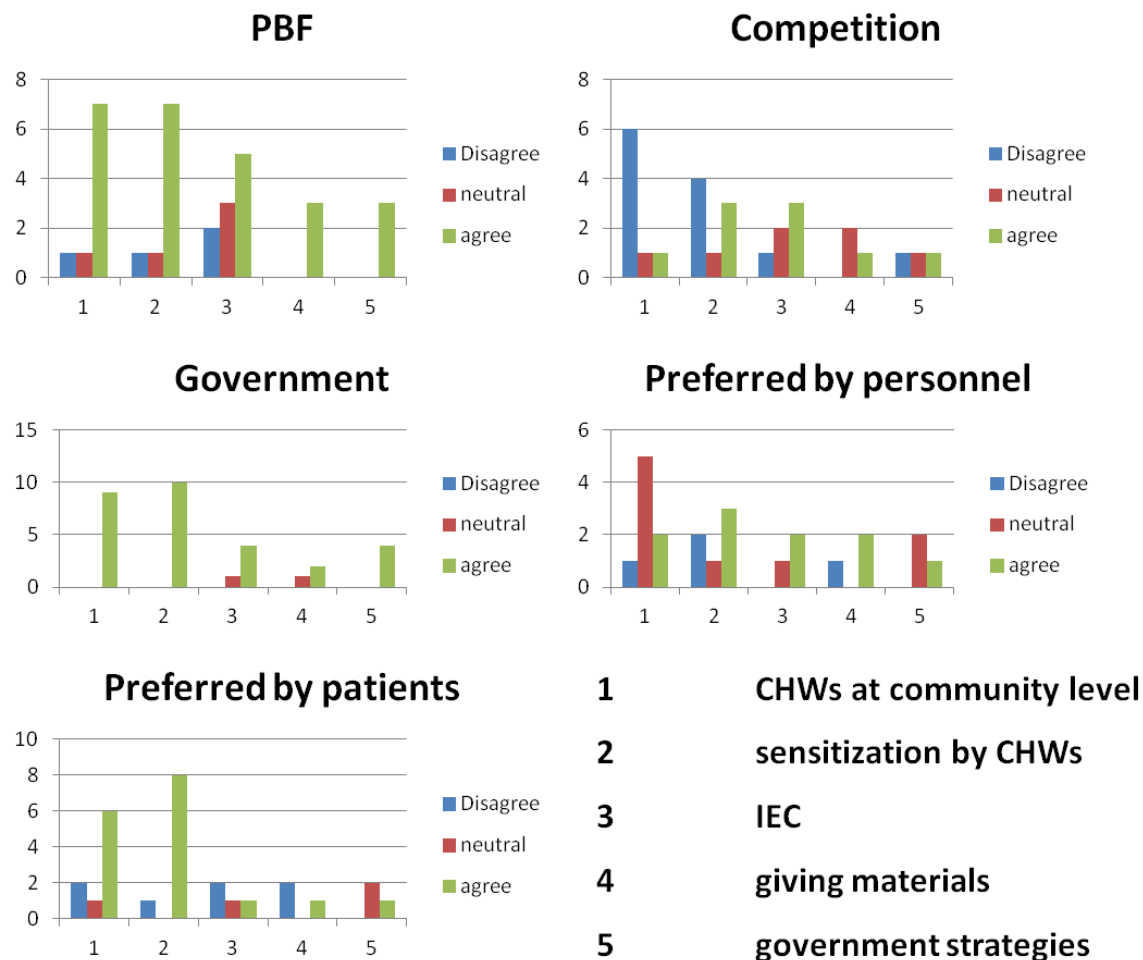 PBF
8
6
4
2
0
1 2 3 4 5
Disagree
neutral
agree
Competition
8
6
4
2
0
1 2 3 4 5
Disagree
neutral
agree
Government
15
10
5
0
1 2 3 4 5
Disagree
neutral
agree
Preferred by personnel
6
4
2
0
1 2 3 4 5
Disagree
neutral
agree
Preferred by patients
10
8
6
4
2
0
1 2 3 4 5
Disagree
neutral
agree
1 CHWs at community level
2 sensitization by CHWs
3 IEC
4 giving materials
5 government strategies